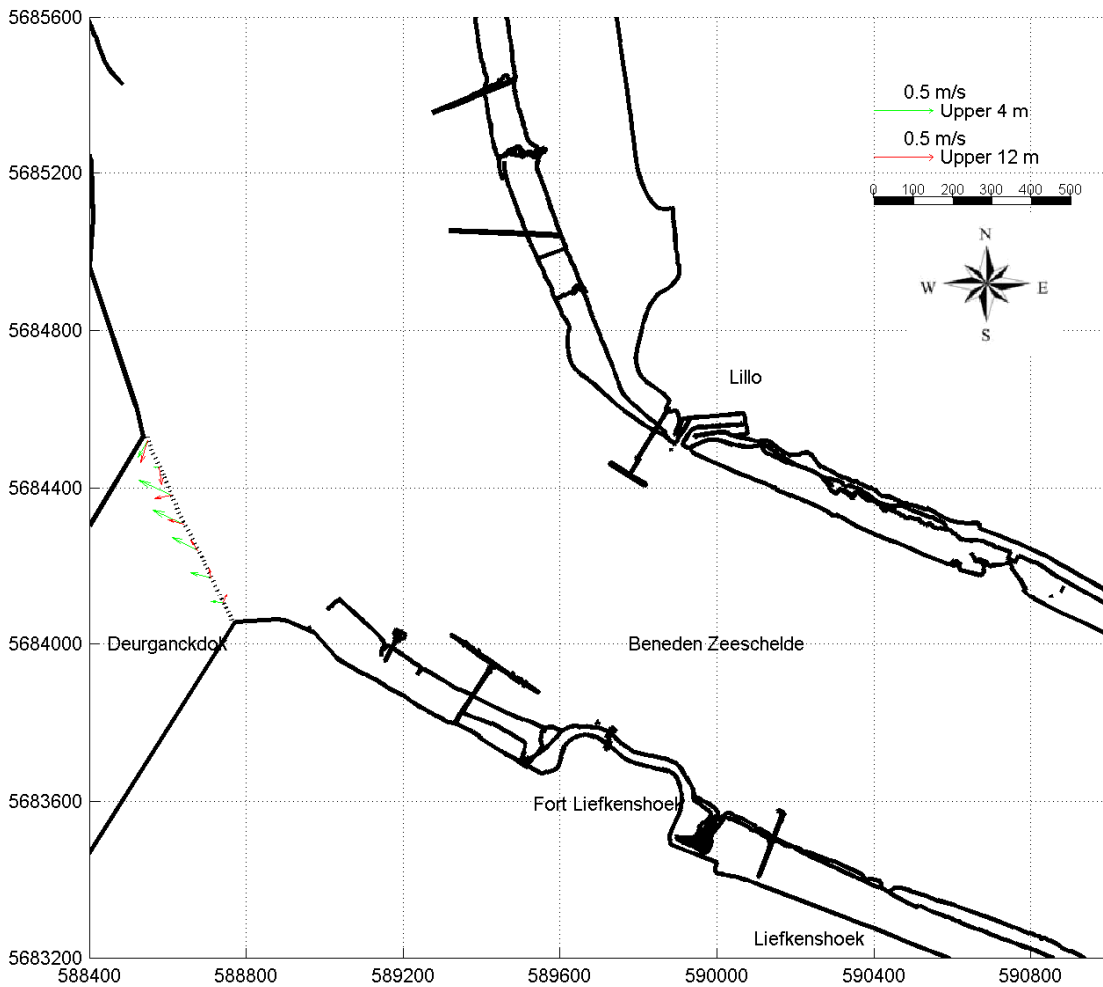 5685600
5685200
5684800
5684400
5684000
5683600
5683200
588400
588800
589200
589600
590000
590400
590800
0.5 m/s
Upper 4 m
0.5 m/s
Upper 12 m
0 100 200 300 400 500
N
W E
S
Lillo
Deurganckdok
Beneden Zeeschelde
Fort Liefkenshoek
Liefkenshoek